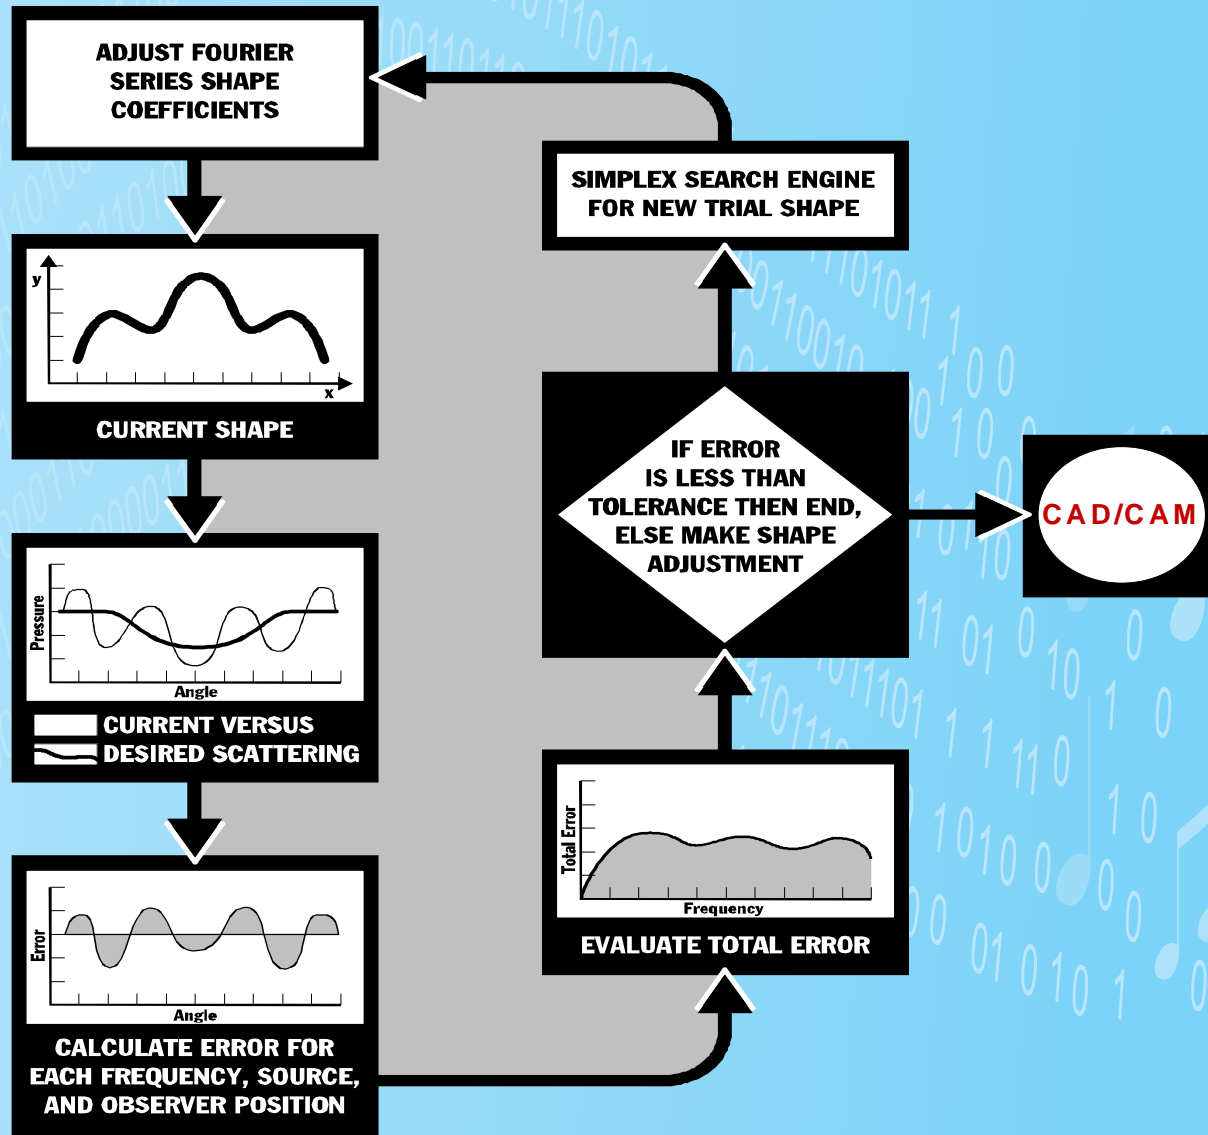 ADJUST FOURIER
SERIES SHAPE
COEFFICIENTS
y
x
CURRENT SHAPE
Pressure
Angle
CURRENT VERSUS
DESIRED SCATTERING
Error
Angle
CALCULATE ERROR FOR
EACH FREQUENCY, SOURCE,
AND OBSERVER POSITION
SIMPLEX SEARCH ENGINE
FOR NEW TRIAL SHAPE
IF ERROR
IS LESS THAN
TOLERANCE THEN END,
ELSE MAKE SHAPE
ADJUSTMENT
CAD/CAM
Total Error
Frequency
EVALUATE TOTAL ERROR